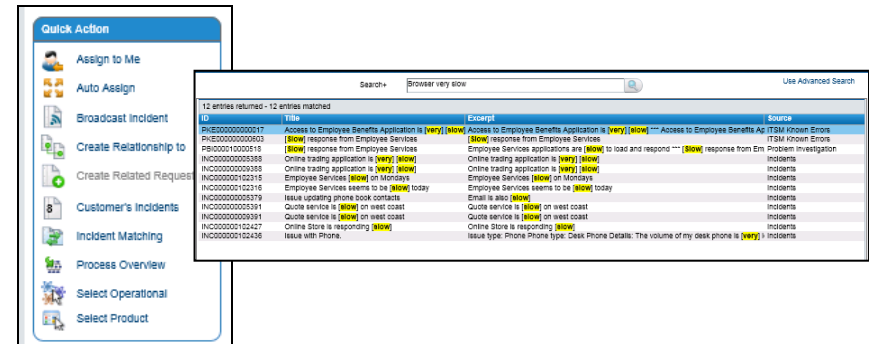 Quick Action
Assign to Me
Auto Assign
Broadcast Incident
Create Relationship to
Create Related Request
Customer's Incidents
Incident Matching
Process Overview
Select Operational
Select Product
Search+ Browser very slow Use Advanced Search
12 entries returned - 12 entries matched
ID Title Excerpt Source
PKE000000000017 Access to Employee Benefits Application is [very] [slow] Access to Employee Benefits Application is [very] [slow] *** Access to Employee Benefits Ap ITSM Known Errors
PKE000000000603 [Slow] response from Employee Services [Slow] response from Employee Services ITSM Known Errors
PBI000010000518 [Slow] response from Employee Services Employee Services applications are [slow] to load and respond *** [Slow] response from Em Problem Investigation
INC000000005388 Online trading application is [very] [slow] Online trading application is [very] [slow] Incidents
INC000000009388 Online trading application is [very] [slow] Online trading application is [very] [slow] Incidents
INC000000102315 Employee Services [slow] on Mondays Employee Services [slow] on Mondays Incidents
INC000000102316 Employee Services seems to be [slow] today Employee Services seems to be [slow] today Incidents
INC000000005379 Issue updating phone book contacts Email is also [slow] Incidents
INC000000005391 Quote service is [slow] on west coast Quote service is [slow] on west coast Incidents
INC000000009391 Quote service is [slow] on west coast Quote service is [slow] on west coast Incidents
INC000000102427 Online Store is responding [slow] Online Store is responding [slow] Incidents
INC000000102436 Issue with Phone. Issue type: Phone Phone type: Desk Phone Details: The volume of my desk phone is [very] Incidents